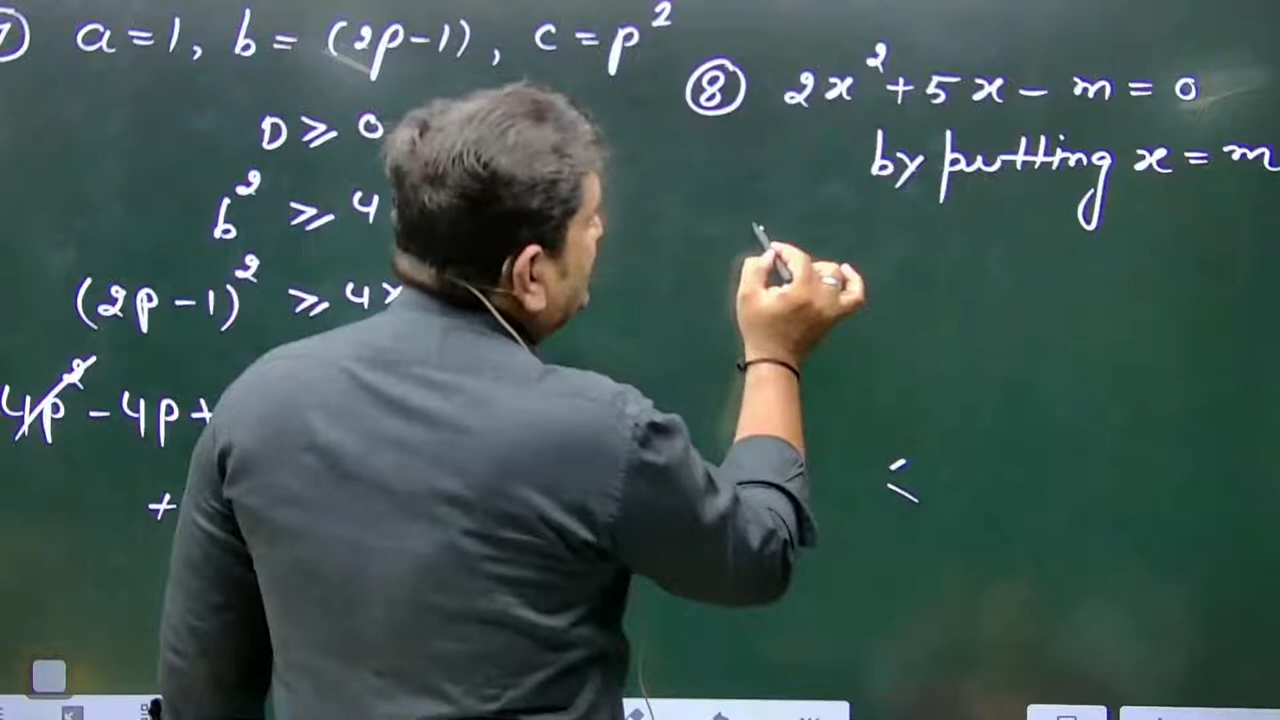 ⑦ a=1, b= (2p-1), c=p²
D ⩾ 0
b² ⩾ 4
(2p-1)² ⩾ 4×
4p² - 4p+
+
⑧ 2x²+5x- m=0
by putting x=m